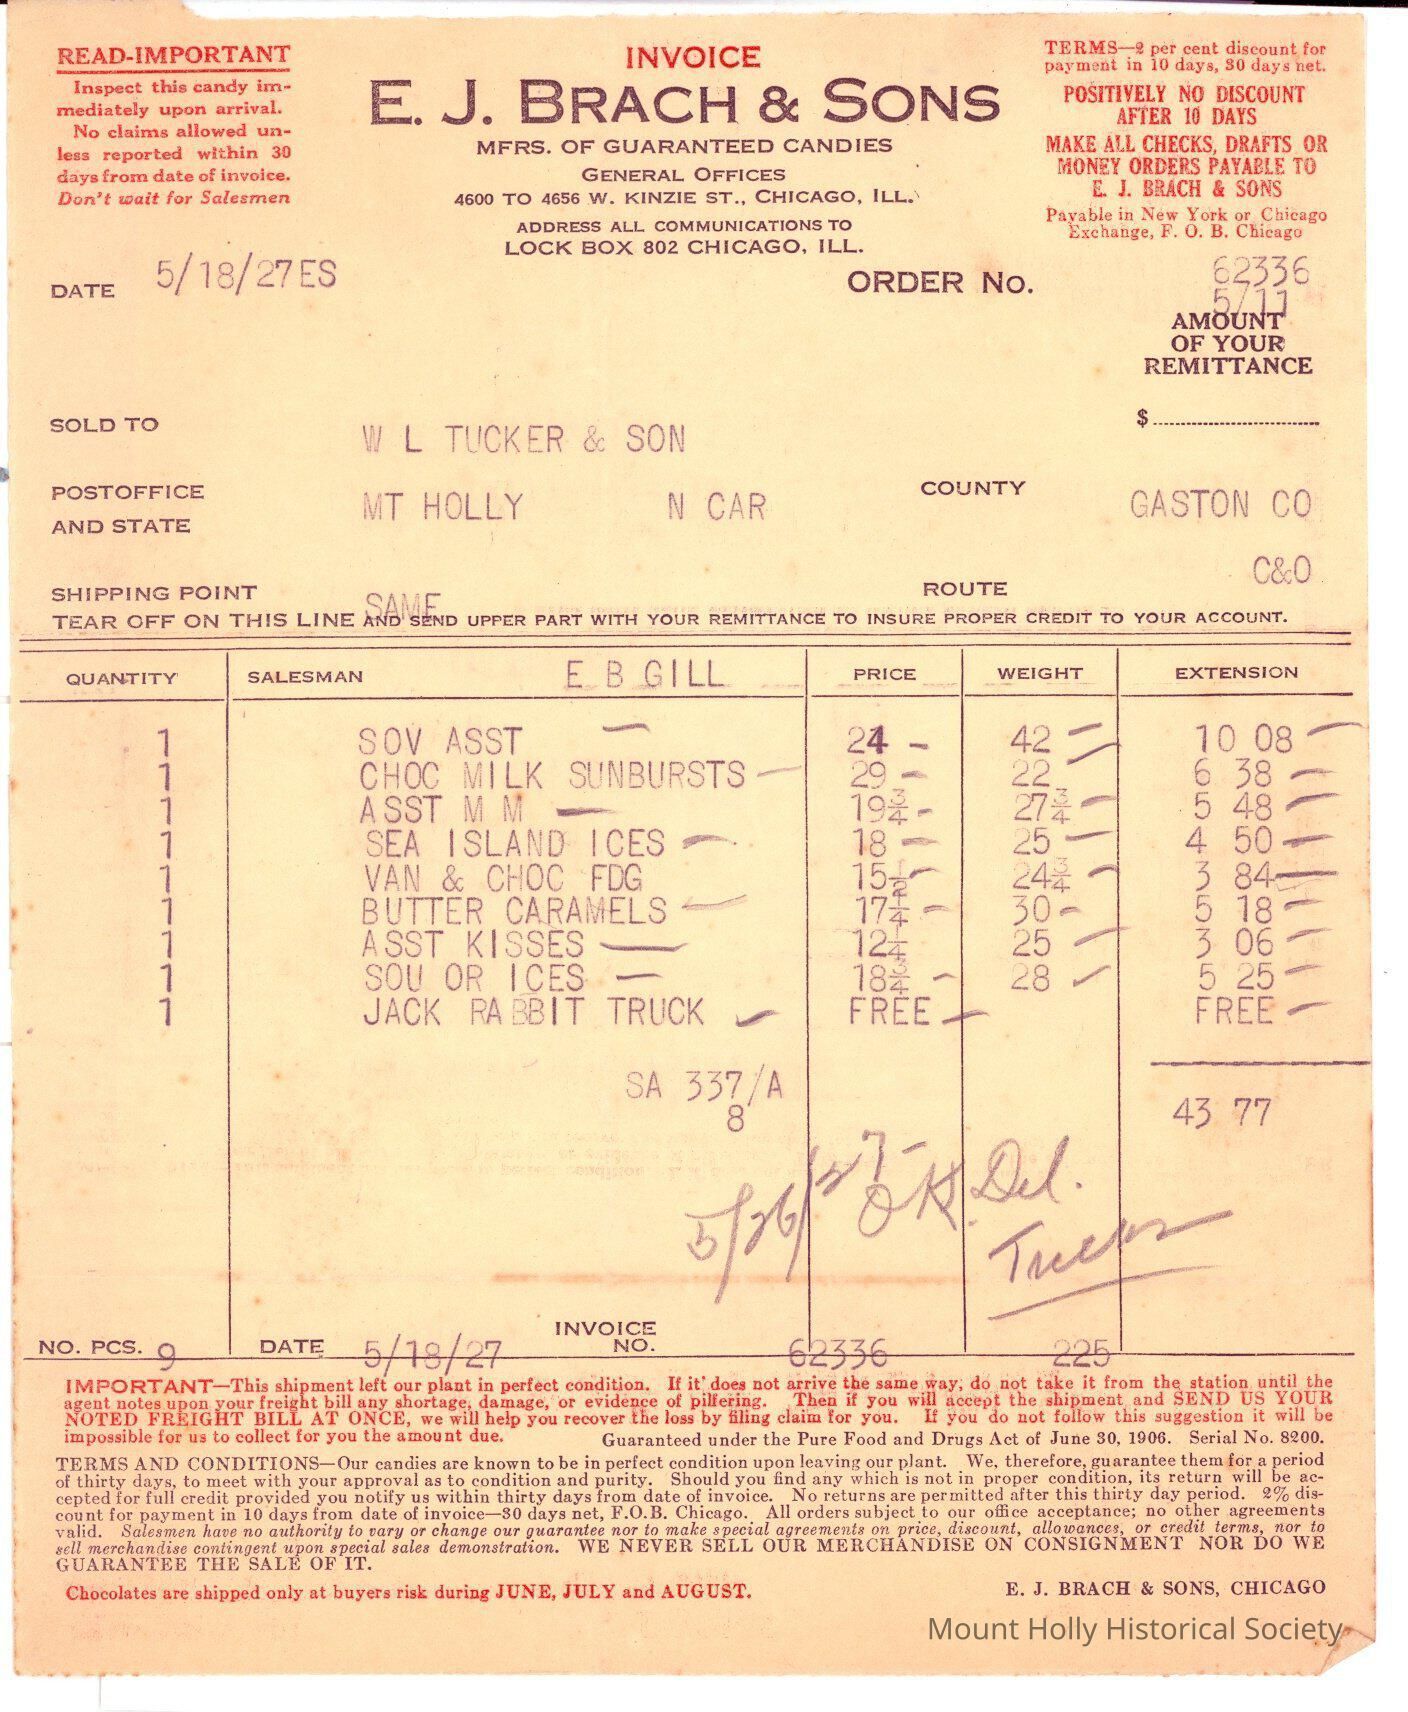 READ-IMPORTANT
Inspect this candy im-
mediately upon arrival.
No claims allowed un-
less reported within 30
days from date of invoice.
Don't wait for Salesmen
INVOICE
E. J. BRACH & SONS
MFRS. OF GUARANTEED CANDIES
GENERAL OFFICES
4600 TO 4656 W. KINZIE ST., CHICAGO, ILL.
ADDRESS ALL COMMUNICATIONS TO
LOCK BOX 802 CHICAGO, ILL.
TERMS—2 per cent discount for
payment in 10 days, 30 days net.
POSITIVELY NO DISCOUNT
AFTER 10 DAYS
MAKE ALL CHECKS, DRAFTS OR
MONEY ORDERS PAYABLE TO
E. J. BRACH & SONS
Payable in New York or Chicago
Exchange, F. O. B. Chicago
DATE 5/18/27ES
ORDER No. 62336
5/11
AMOUNT
OF YOUR
REMITTANCE
$
SOLD TO W L TUCKER & SON
POSTOFFICE
AND STATE MT HOLLY N CAR
COUNTY GASTON CO
SHIPPING POINT SAME
ROUTE C&O
TEAR OFF ON THIS LINE AND SEND UPPER PART WITH YOUR REMITTANCE TO INSURE PROPER CREDIT TO YOUR ACCOUNT.
QUANTITY SALESMAN E B GILL PRICE WEIGHT EXTENSION
1 SOV ASST 24 42 10 08
1 CHOC MILK SUNBURSTS 29 22 6 38
1 ASST M M 19 3/4 27 3/4 5 48
1 SEA ISLAND ICES 18 25 4 50
1 VAN & CHOC FDG 15 1/2 24 3/4 3 84
1 BUTTER CARAMELS 17 1/4 30 5 18
1 ASST KISSES 12 1/4 25 3 06
1 SOU OR ICES 18 3/4 28 5 25
1 JACK RABBIT TRUCK FREE FREE
SA 337/A
8
43 77
5/26/27- OK Del.
NO. PCS. 9 DATE 5/18/27 INVOICE NO. 62336 225
IMPORTANT—This shipment left our plant in perfect condition. If it does not arrive the same way, do not take it from the station until the
agent notes upon your freight bill any shortage, damage, or evidence of pilfering. Then if you will accept the shipment and SEND US YOUR
NOTED FREIGHT BILL AT ONCE, we will help you recover the loss by filing claim for you. If you do not follow this suggestion it will be
impossible for us to collect for you the amount due. Guaranteed under the Pure Food and Drugs Act of June 30, 1906. Serial No. 8200.
TERMS AND CONDITIONS—Our candies are known to be in perfect condition upon leaving our plant. We, therefore, guarantee them for a period
of thirty days, to meet with your approval as to condition and purity. Should you find any which is not in proper condition, its return will be ac-
cepted for full credit provided you notify us within thirty days from date of invoice. No returns are permitted after this thirty day period. 2% dis-
count for payment in 10 days from date of invoice—30 days net, F.O.B. Chicago. All orders subject to our office acceptance; no other agreements
valid. Salesmen have no authority to vary or change our guarantee nor to make special agreements on price, discount, allowances, or credit terms, nor to
sell merchandise contingent upon special sales demonstration. WE NEVER SELL OUR MERCHANDISE ON CONSIGNMENT NOR DO WE
GUARANTEE THE SALE OF IT.
Chocolates are shipped only at buyers risk during JUNE, JULY and AUGUST.
E. J. BRACH & SONS, CHICAGO
Mount Holly Historical Society